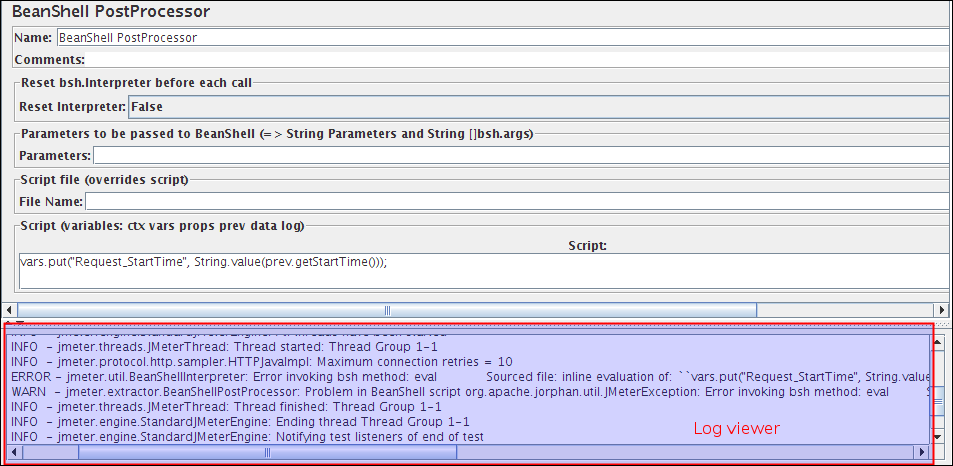 BeanShell PostProcessor
Name: BeanShell PostProcessor
Comments:
Reset bsh.Interpreter before each call
Reset Interpreter: False
Parameters to be passed to BeanShell (=> String Parameters and String []bsh.args)
Parameters:
Script file (overrides script)
File Name:
Script (variables: ctx vars props prev data log)
Script:
vars.put("Request_StartTime", String.value(prev.getStartTime()));
INFO - jmeter.threads.JMeterThread: Thread started: Thread Group 1-1
INFO - jmeter.protocol.http.sampler.HTTPJavaImpl: Maximum connection retries = 10
ERROR - jmeter.util.BeanShellInterpreter: Error invoking bsh method: eval Sourced file: inline evaluation of: ``vars.put("Request_StartTime", String.value
WARN - jmeter.extractor.BeanShellPostProcessor: Problem in BeanScript script org.apache.jorphan.util.JMeterException: Error invoking bsh method: eval
INFO - jmeter.threads.JMeterThread: Thread finished: Thread Group 1-1
INFO - jmeter.engine.StandardJMeterEngine: Ending thread Thread Group 1-1
INFO - jmeter.engine.StandardJMeterEngine: Notifying test listeners of end of test
Log viewer